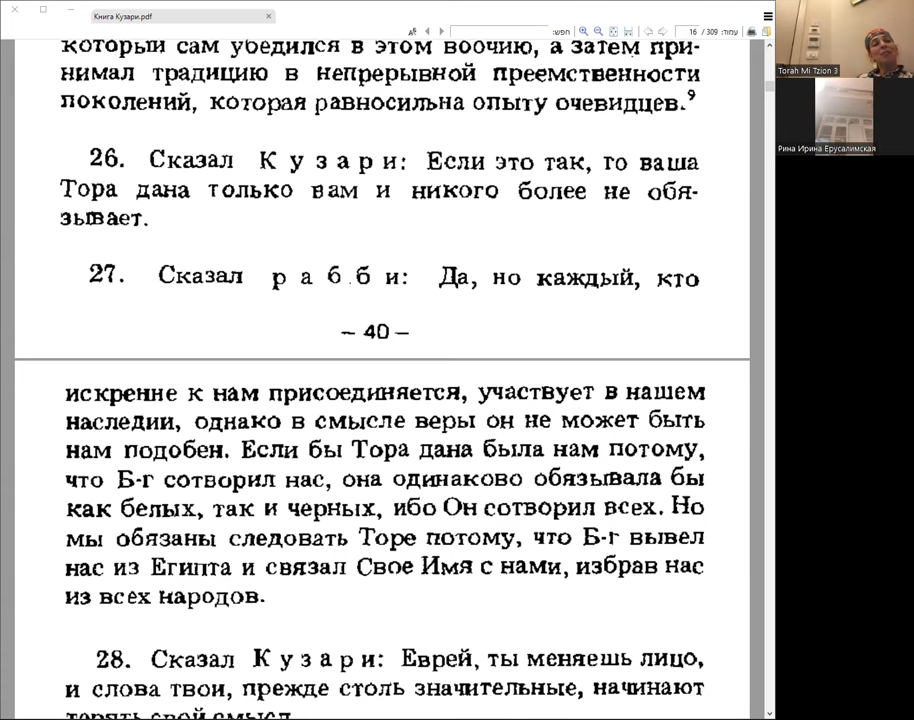 Книга Кузари.pdf
חפש:
עמוד:
16
309 /
который сам убедился в этом воочию, а затем при-
нимал традицию в непрерывной преемственности
поколений, которая равносильна опыту очевидцев.⁹
26. Сказал Кузари: Если это так, то ваша
Тора дана только вам и никого более не обя-
зывает.
27. Сказал рабби: Да, но каждый, кто
– 40 –
искренне к нам присоединяется, участвует в нашем
наследии, однако в смысле веры он не может быть
нам подобен. Если бы Тора дана была нам потому,
что Б-г сотворил нас, она одинаково обязывала бы
как белых, так и черных, ибо Он сотворил всех. Но
мы обязаны следовать Торе потому, что Б-г вывел
нас из Египта и связал Свое Имя с нами, избрав нас
из всех народов.
28. Сказал Кузари: Еврей, ты меняешь лицо,
и слова твои, прежде столь значительные, начинают
терять свой смысл
Torah Mi Tzion 3
Рина Ирина Ерусалимская